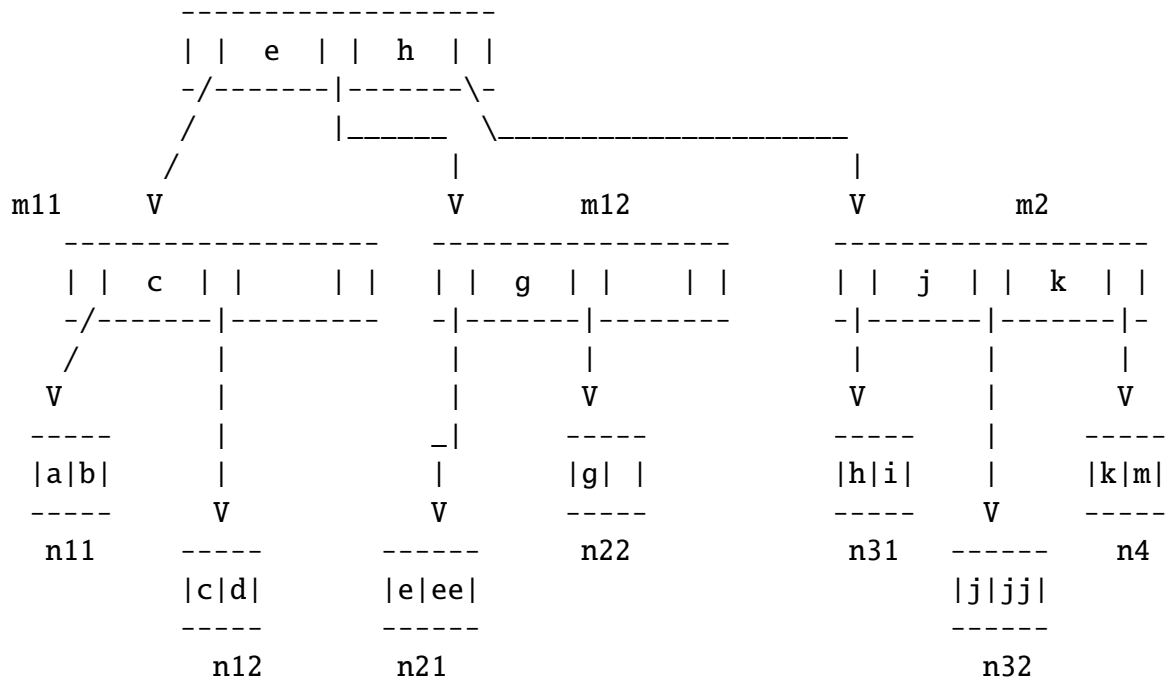 | | e | | h | |
m11 V V m12 V m2
| | c | | | | | | g | | | | | | j | | k | |
V V V V
|a|b| |g| | |h|i| |k|m|
V V V
n11 n22 n31 n4
|c|d| |e|ee| |j|jj|
n12 n21 n32